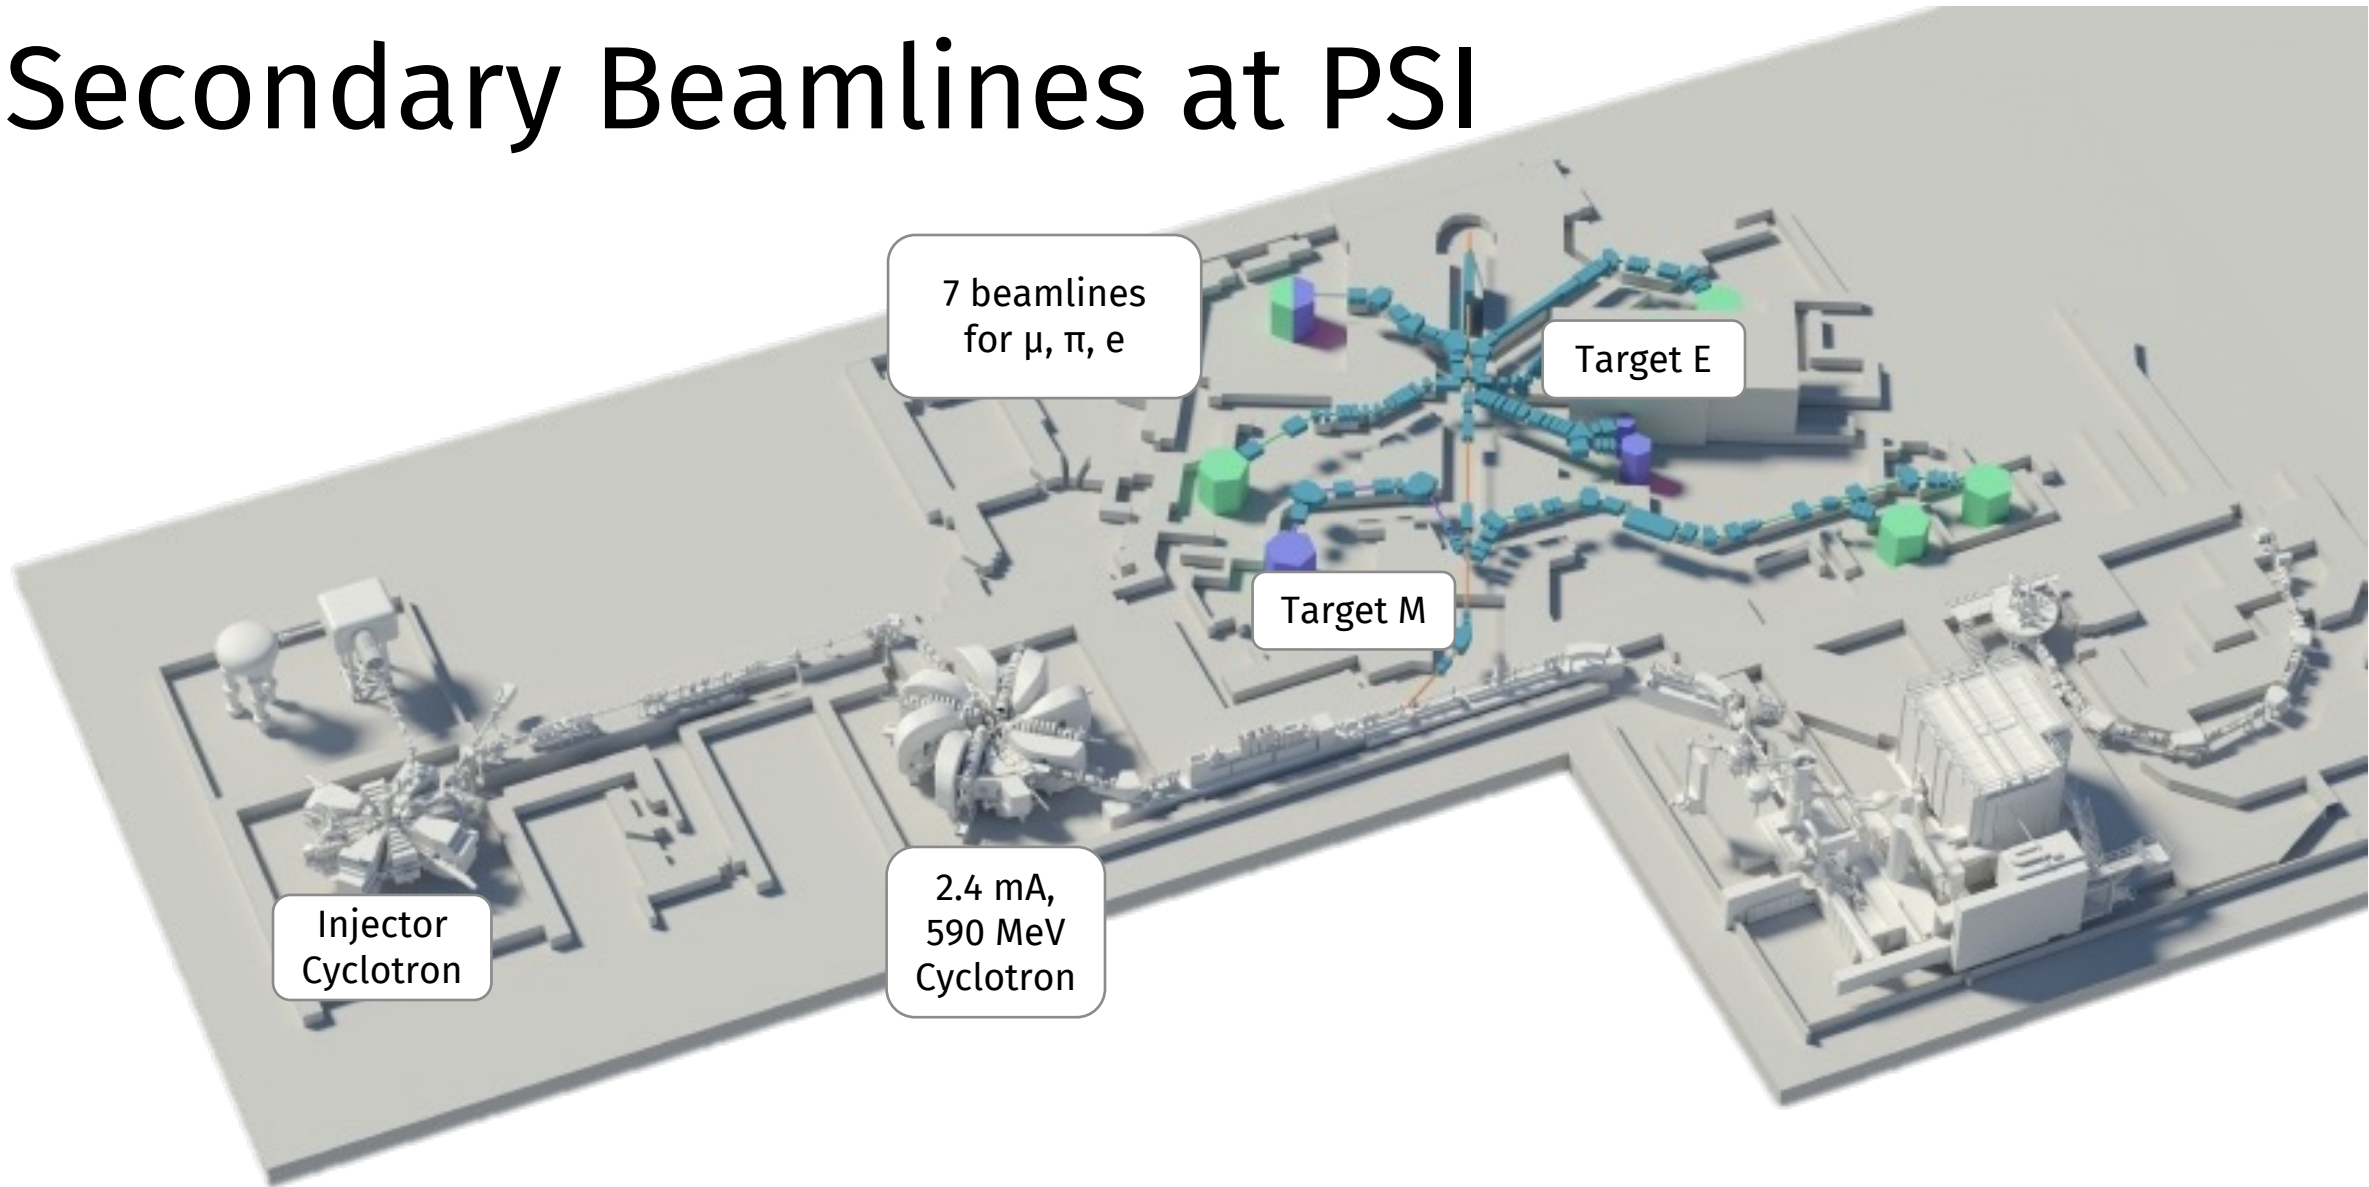 Secondary Beamlines at PSI
7 beamlines
for μ, π, e
Target E
Target M
Injector
Cyclotron
2.4 mA,
590 MeV
Cyclotron